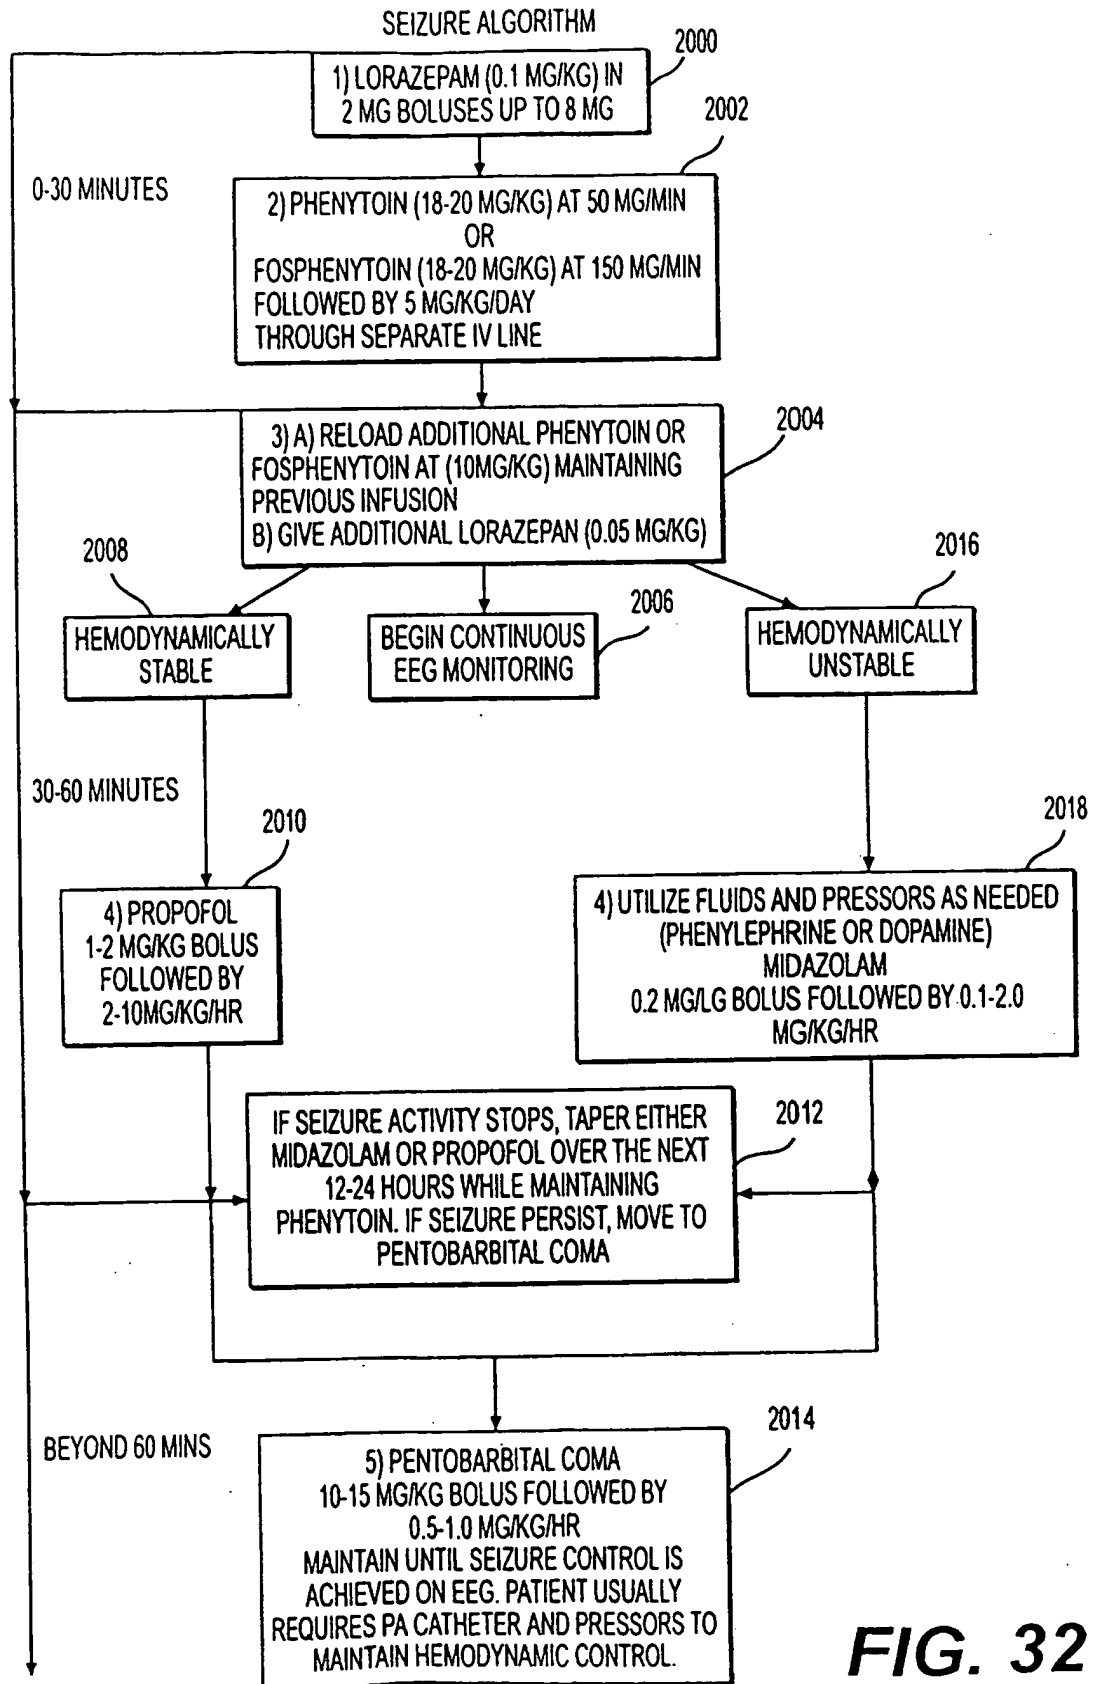 SEIZURE ALGORITHM
2000
1) LORAZEPAM (0.1 MG/KG) IN
2 MG BOLUSES UP TO 8 MG
2002
0-30 MINUTES
2) PHENYTOIN (18-20 MG/KG) AT 50 MG/MIN
OR
FOSPHENYTOIN (18-20 MG/KG) AT 150 MG/MIN
FOLLOWED BY 5 MG/KG/DAY
THROUGH SEPARATE IV LINE
2004
3) A) RELOAD ADDITIONAL PHENYTOIN OR
FOSPHENYTOIN AT (10MG/KG) MAINTAINING
PREVIOUS INFUSION
B) GIVE ADDITIONAL LORAZEPAN (0.05 MG/KG)
2008
HEMODYNAMICALLY
STABLE
2006
BEGIN CONTINUOUS
EEG MONITORING
2016
HEMODYNAMICALLY
UNSTABLE
30-60 MINUTES
2010
4) PROPOFOL
1-2 MG/KG BOLUS
FOLLOWED BY
2-10MG/KG/HR
2018
4) UTILIZE FLUIDS AND PRESSORS AS NEEDED
(PHENYLEPHRINE OR DOPAMINE)
MIDAZOLAM
0.2 MG/LG BOLUS FOLLOWED BY 0.1-2.0
MG/KG/HR
2012
IF SEIZURE ACTIVITY STOPS, TAPER EITHER
MIDAZOLAM OR PROPOFOL OVER THE NEXT
12-24 HOURS WHILE MAINTAINING
PHENYTOIN. IF SEIZURE PERSIST, MOVE TO
PENTOBARBITAL COMA
BEYOND 60 MINS
2014
5) PENTOBARBITAL COMA
10-15 MG/KG BOLUS FOLLOWED BY
0.5-1.0 MG/KG/HR
MAINTAIN UNTIL SEIZURE CONTROL IS
ACHIEVED ON EEG. PATIENT USUALLY
REQUIRES PA CATHETER AND PRESSORS TO
MAINTAIN HEMODYNAMIC CONTROL.
FIG. 32